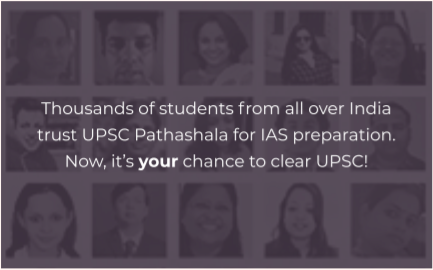 Thousands of students from all over India
trust UPSC Pathashala for IAS preparation.
Now, it's your chance to clear UPSC!